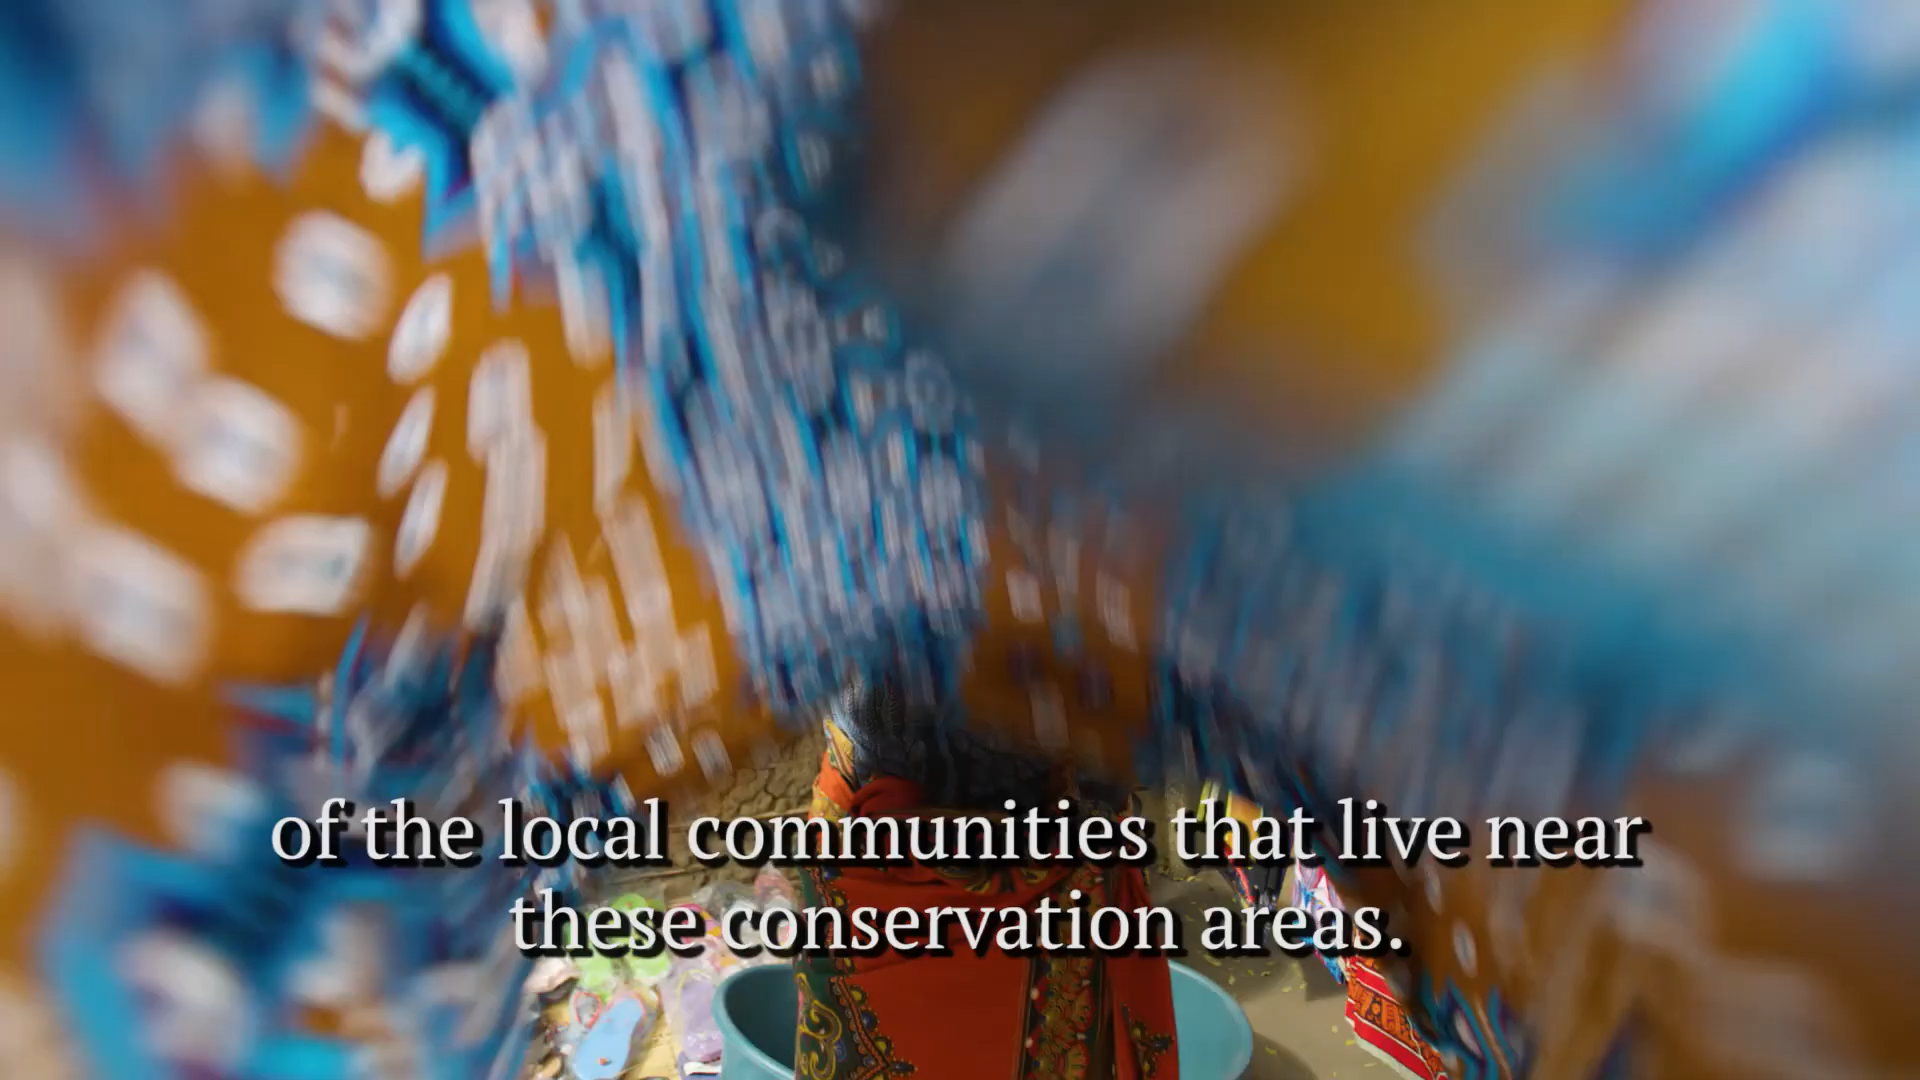 of the local communities that live near
these conservation areas.